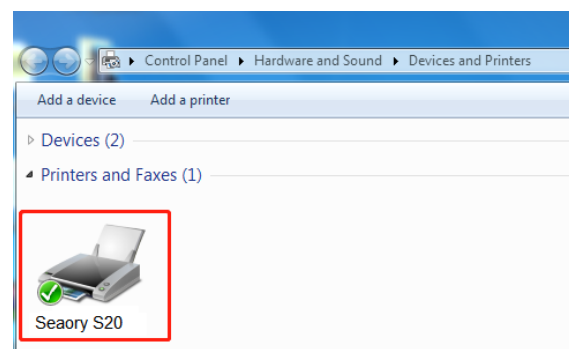 Control Panel Hardware and Sound Devices and Printers
Add a device Add a printer
Devices (2)
Printers and Faxes (1)
Seaory S20